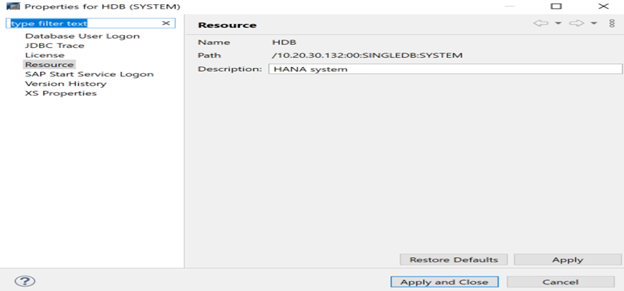 Properties for HDB (SYSTEM)
type filter text
Database User Logon
JDBC Trace
License
Resource
SAP Start Service Logon
Version History
XS Properties
Resource
Name HDB
Path /10.20.30.132:00:SINGLEDB:SYSTEM
Description: HANA system
Restore Defaults Apply
? Apply and Close Cancel